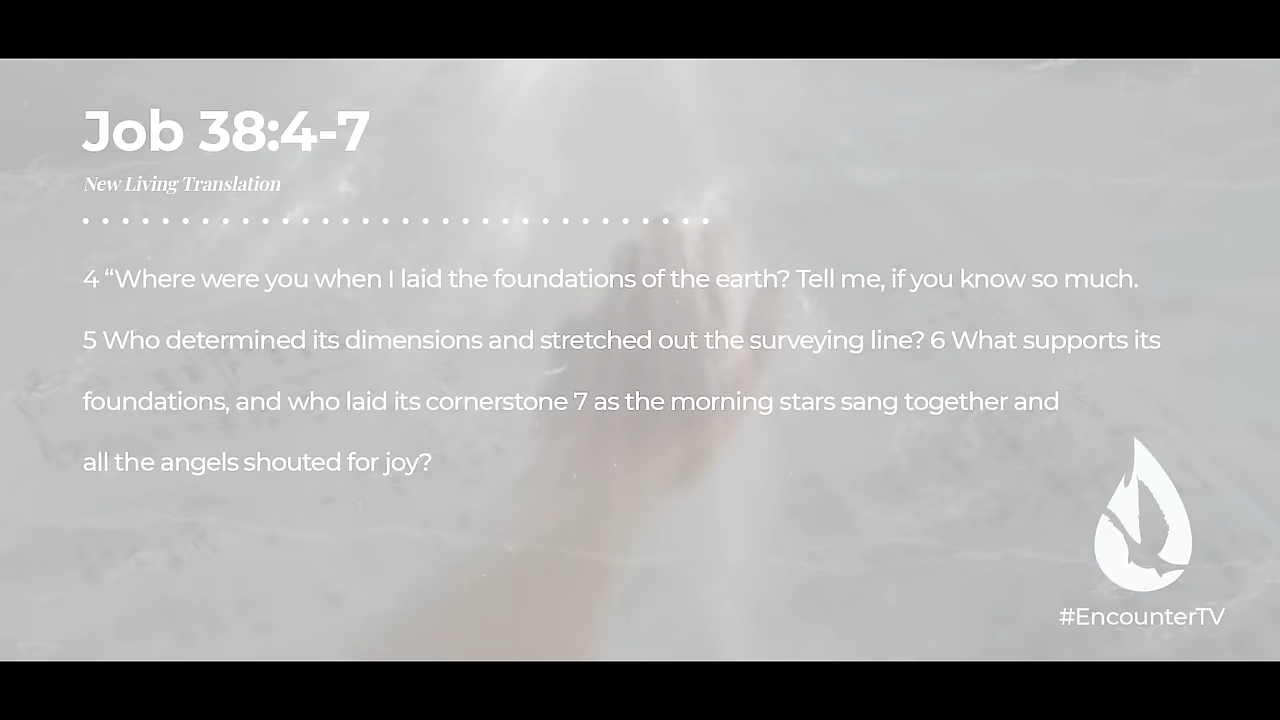 Job 38:4-7
New Living Translation
4 “Where were you when I laid the foundations of the earth? Tell me, if you know so much.
5 Who determined its dimensions and stretched out the surveying line? 6 What supports its
foundations, and who laid its cornerstone 7 as the morning stars sang together and
all the angels shouted for joy?
#EncounterTV